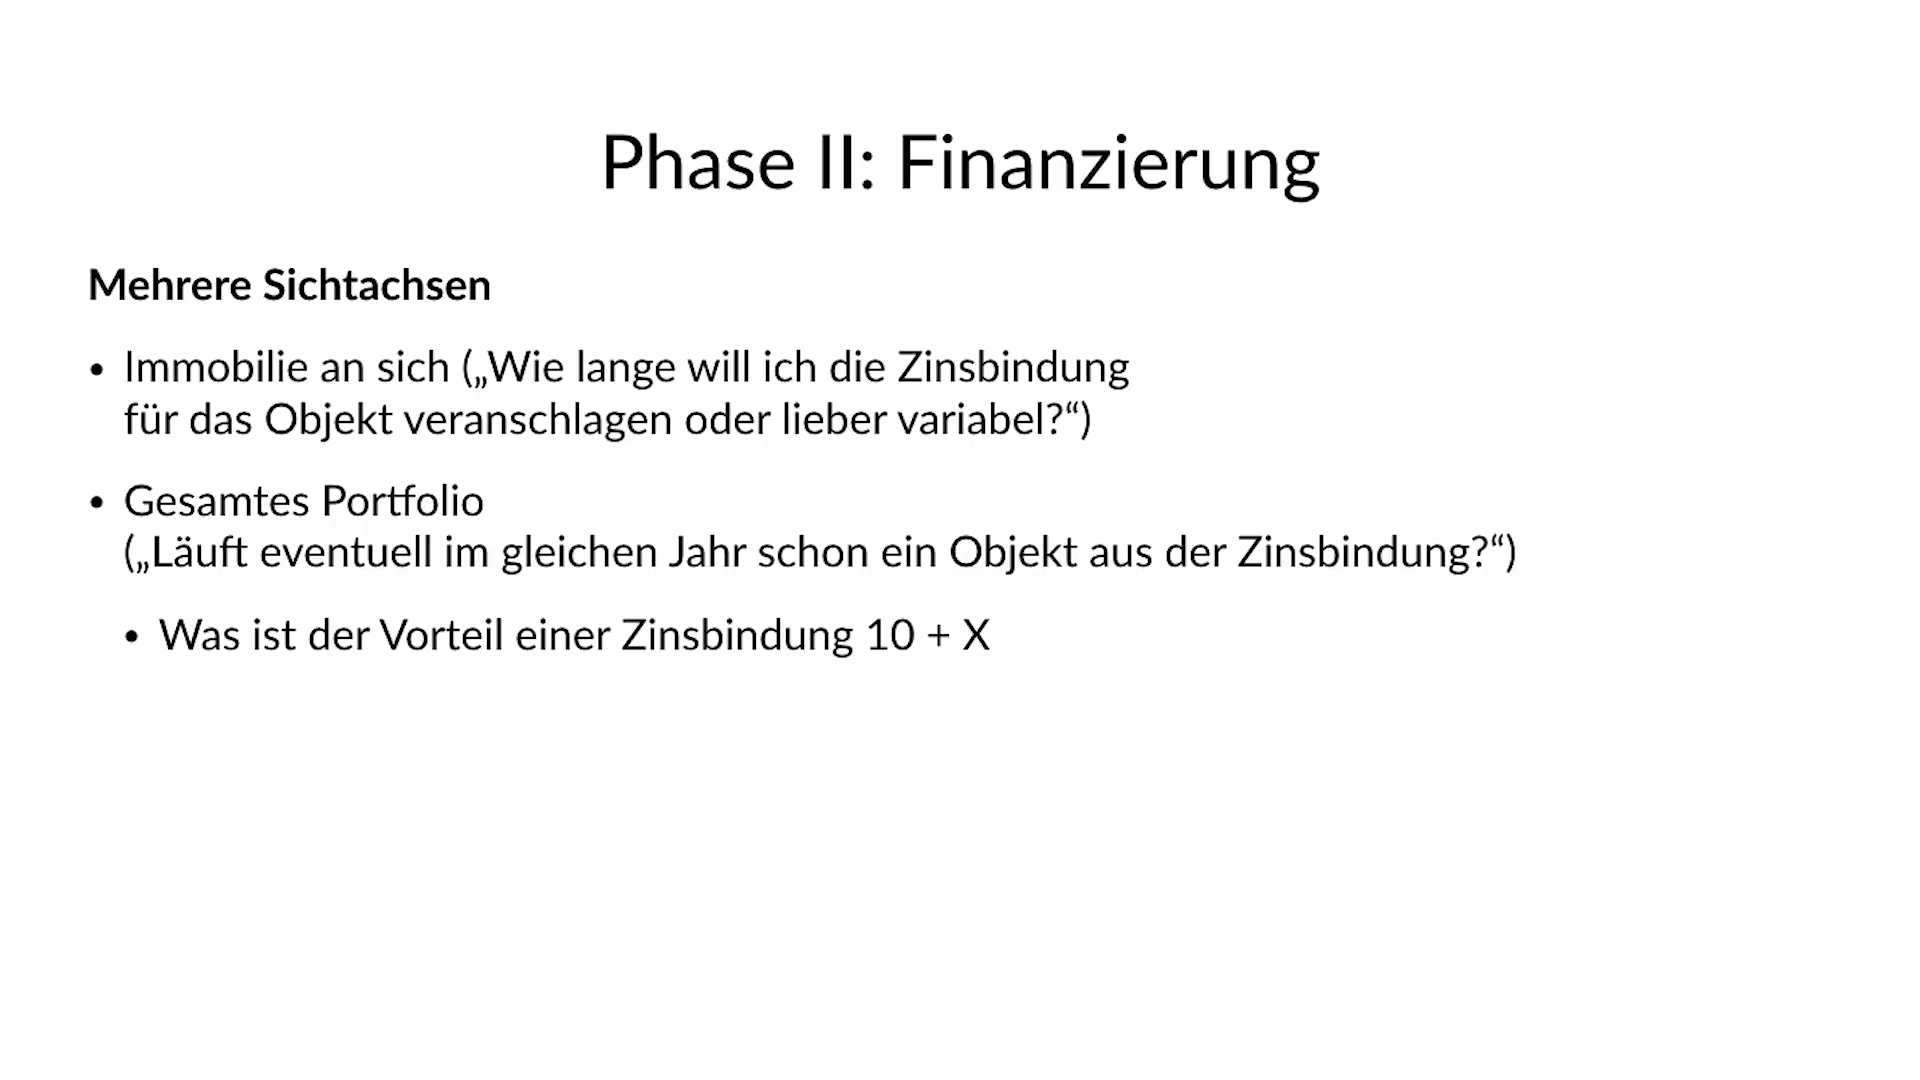 Phase II: Finanzierung
Mehrere Sichtachsen
• Immobilie an sich („Wie lange will ich die Zinsbindung
für das Objekt veranschlagen oder lieber variabel?“)
• Gesamtes Portfolio
(„Läuft eventuell im gleichen Jahr schon ein Objekt aus der Zinsbindung?“)
• Was ist der Vorteil einer Zinsbindung 10 + X